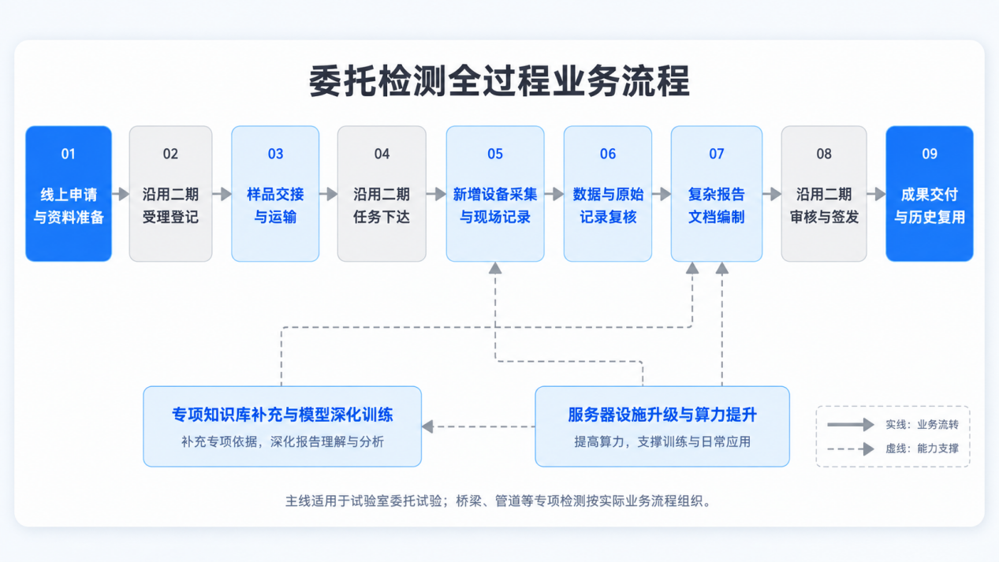 委托检测全过程业务流程
01
线上申请
与资料准备
02
沿用二期
受理登记
03
样品交接
与运输
04
沿用二期
任务下达
05
新增设备采集
与现场记录
06
数据与原始
记录复核
07
复杂报告
文档编制
08
沿用二期
审核与签发
09
成果交付
与历史复用
专项知识库补充与模型深化训练
补充专项依据，深化报告理解与分析
服务器设施升级与算力提升
提高算力，支撑训练与日常应用
实线：业务流转
虚线：能力支撑
主线适用于试验室委托试验；桥梁、管道等专项检测按实际业务流程组织。